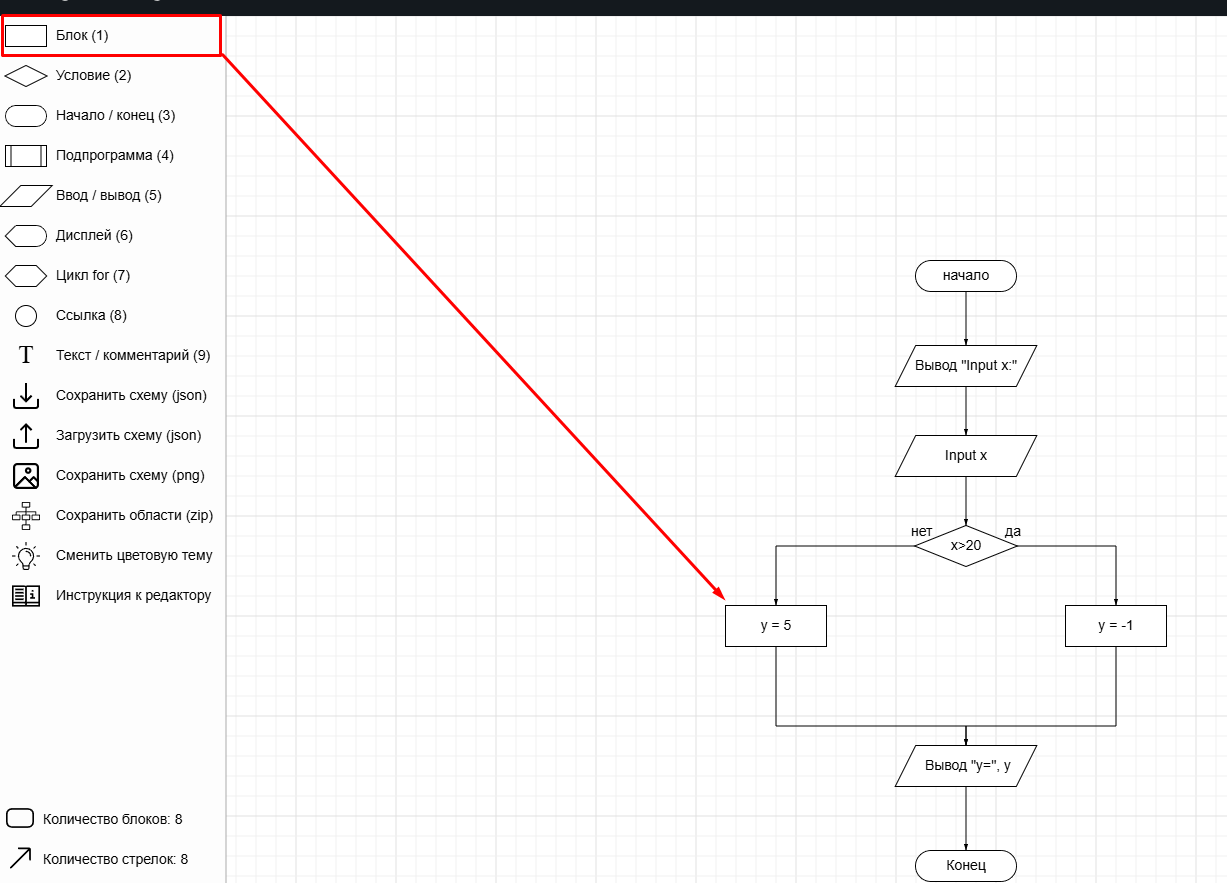 Блок (1)
Условие (2)
Начало / конец (3)
Подпрограмма (4)
Ввод / вывод (5)
Дисплей (6)
Цикл for (7)
Ссылка (8)
T Текст / комментарий (9)
Сохранить схему (json)
Загрузить схему (json)
Сохранить схему (png)
Сохранить области (zip)
Сменить цветовую тему
Инструкция к редактору
Количество блоков: 8
Количество стрелок: 8
начало
Вывод "Input x:"
Input x
нет
да
x>20
y = 5
y = -1
Вывод "y=", y
Конец